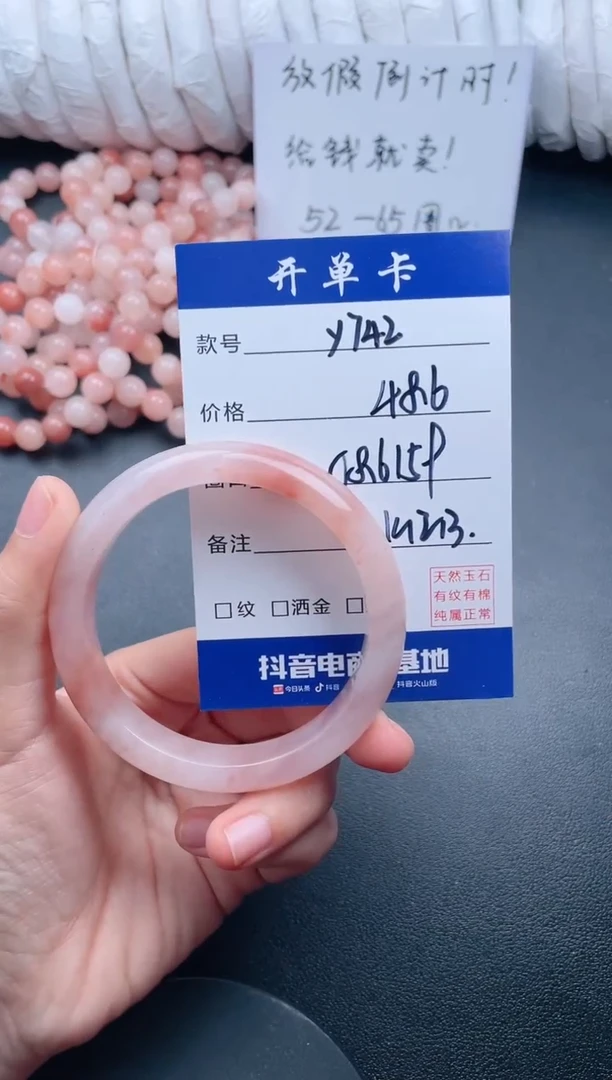 放假倒计时!
给钱就卖!
52-65圈口
开单卡
款号 y742
价格 486
备注
□纹 □洒金 □
天然玉石
有纹有棉
纯属正常
抖音电商基地
今日头条 抖音 抖音火山版